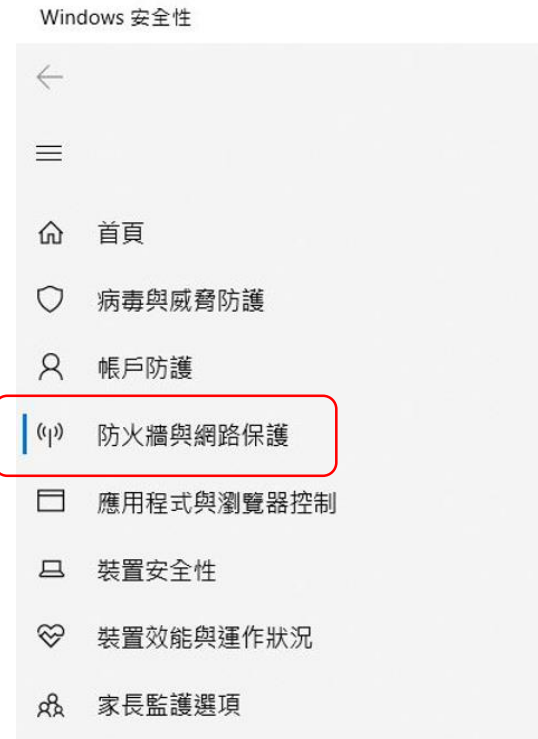 Windows 安全性
首頁
病毒與威脅防護
帳戶防護
防火牆與網路保護
應用程式與瀏覽器控制
裝置安全性
裝置效能與運作狀況
家長監護選項